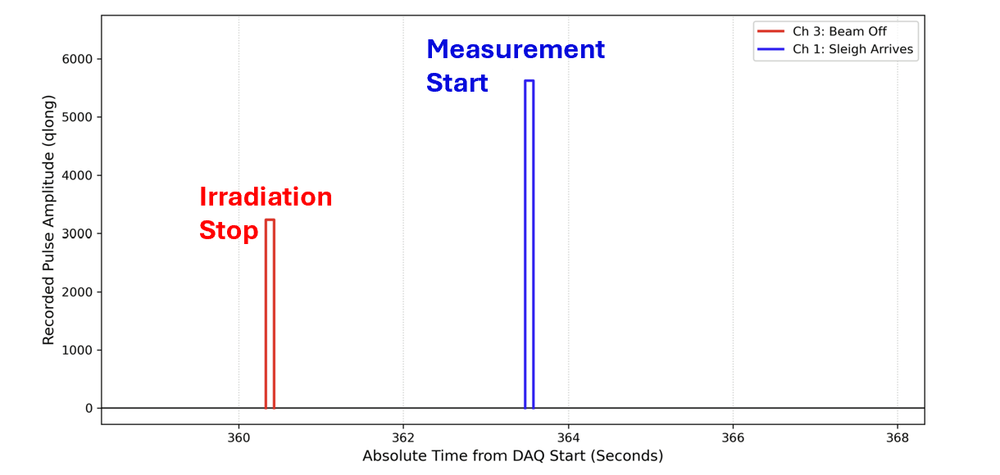 Ch 3: Beam Off
Ch 1: Sleigh Arrives
Measurement
Start
Irradiation
Stop
Recorded Pulse Amplitude (qlong)
6000
5000
4000
3000
2000
1000
0
360
362
364
366
368
Absolute Time from DAQ Start (Seconds)